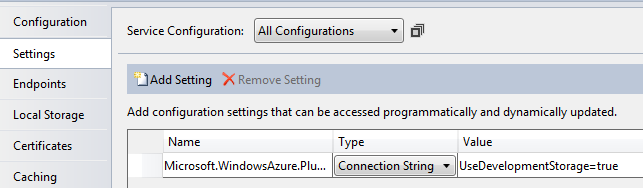 Configuration
Service Configuration: All Configurations
Settings
Endpoints
Add Setting Remove Setting
Local Storage
Add configuration settings that can be accessed programmatically and dynamically updated.
Certificates
Name Type Value
Microsoft.WindowsAzure.Plu... Connection String UseDevelopmentStorage=true
Caching